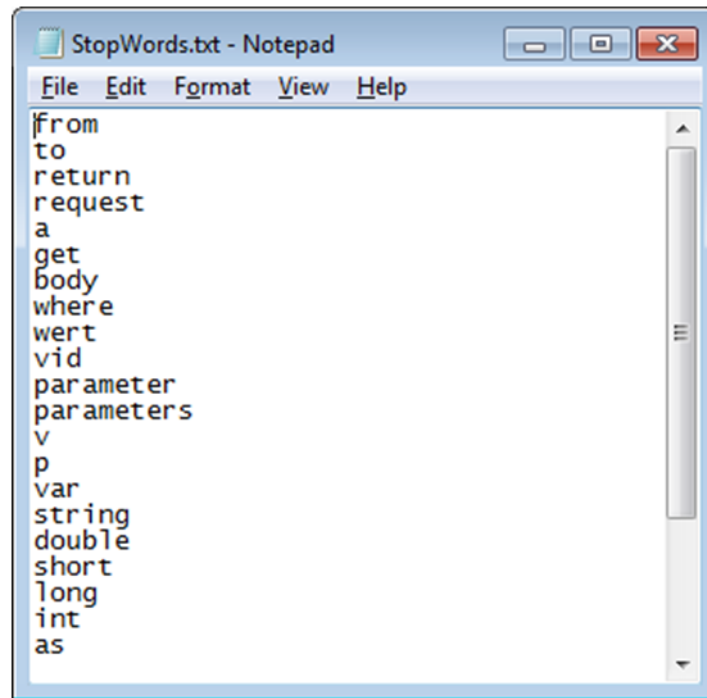 StopWords.txt - Notepad
File Edit Format View Help
from
to
return
request
a
get
body
where
wert
vid
parameter
parameters
v
p
var
string
double
short
long
int
as